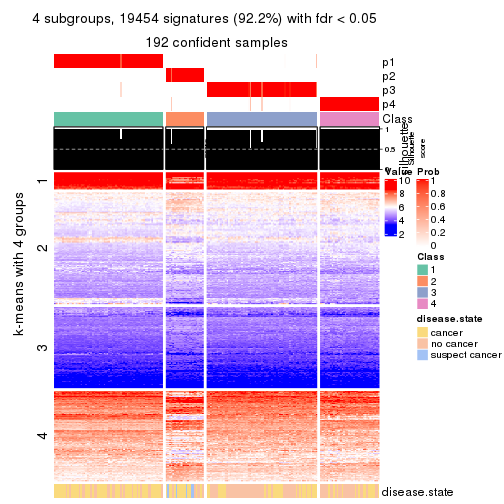 4 subgroups, 19454 signatures (92.2%) with fdr < 0.05
192 confident samples
p1
p2
p3
p4
Class
1
0.5
0
Silhouette
score
silhouette
k-means with 4 groups
1
2
3
4
Value
10
8
6
4
2
Prob
1
0.8
0.6
0.4
0.2
0
Class
1
2
3
4
disease.state
cancer
no cancer
suspect cancer
disease.state